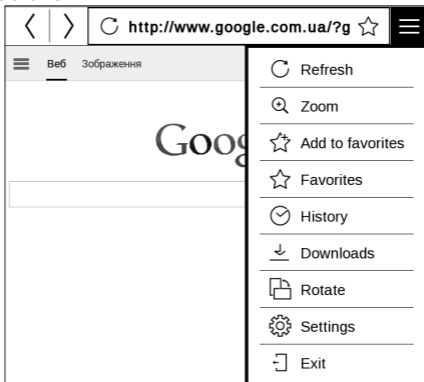 http://www.google.com.ua/?g
Веб Зображення
Goog
Refresh
Zoom
Add to favorites
Favorites
History
Downloads
Rotate
Settings
Exit